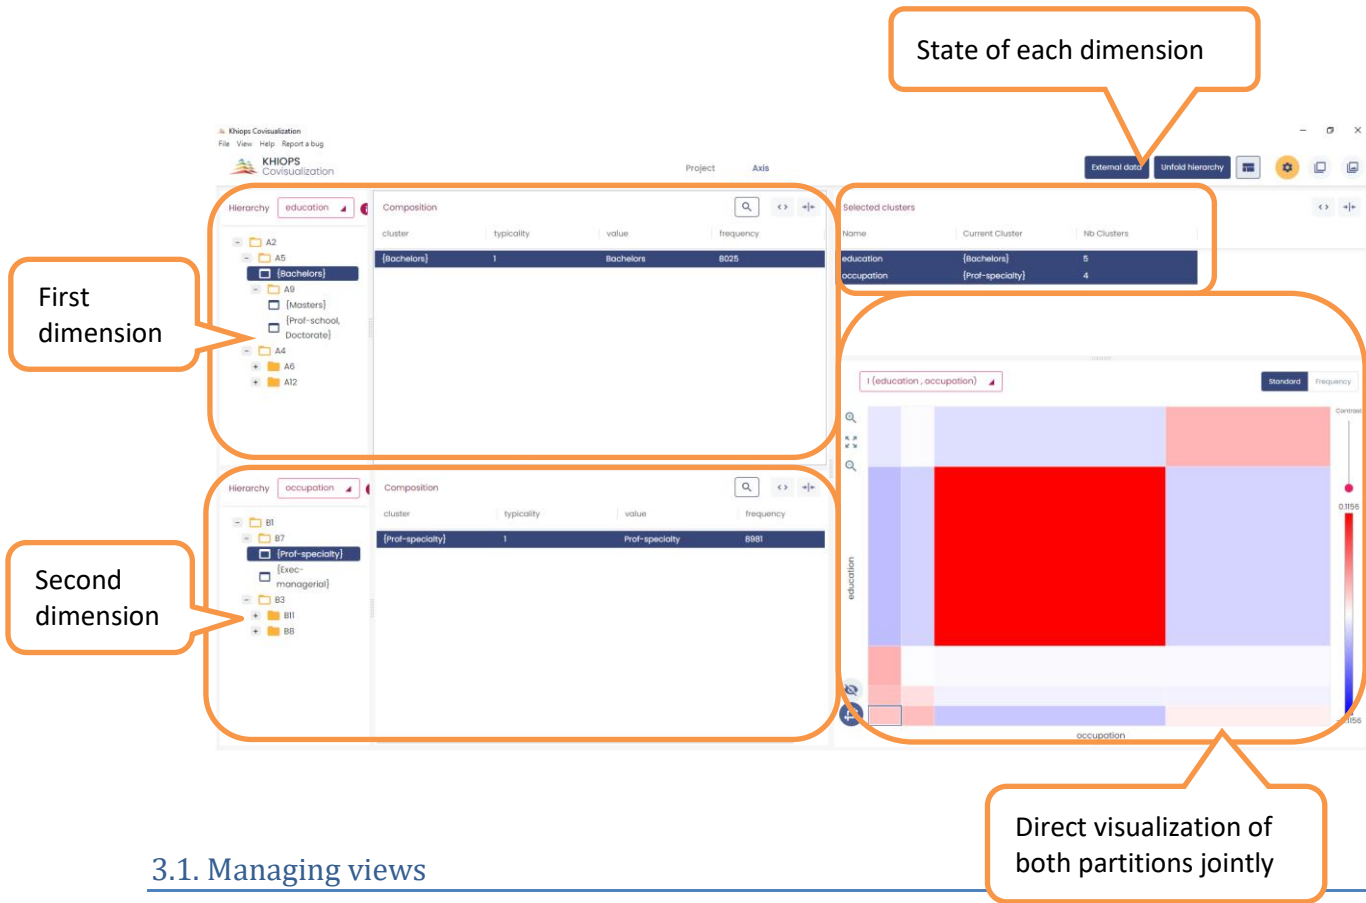 State of each dimension
Khiops Covisualization
File View Help Report a bug
KHIOPS
Covisualization
Project Axis
External data Unfold hierarchy
Hierarchy education
Composition
Selected clusters
cluster typicality value frequency
Name Current Cluster Nb Clusters
{Bachelors} 1 Bachelors 8025
education {Bachelors} 5
occupation {Prof-specialty} 4
A2
A5
{Bachelors}
A9
{Masters}
{Prof-school,
Doctorate}
A4
A6
A12
First
dimension
I (education , occupation)
Standard Frequency
Contrast
0.1156
education
occupation
Hierarchy occupation
Composition
cluster typicality value frequency
{Prof-specialty} 1 Prof-specialty 8981
B1
B7
{Prof-specialty}
{Exec-
managerial}
B3
B11
B8
Second
dimension
Direct visualization of
both partitions jointly
3.1. Managing views